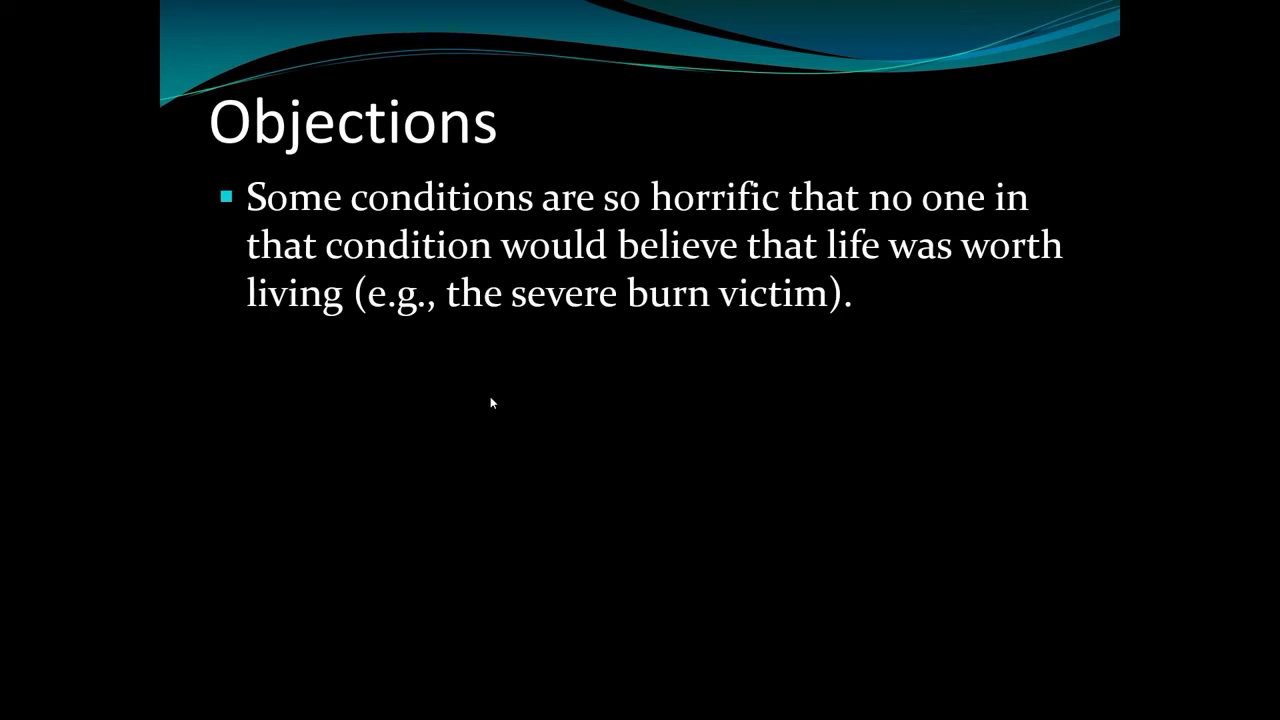 Objections
Some conditions are so horrific that no one in
that condition would believe that life was worth
living (e.g., the severe burn victim).